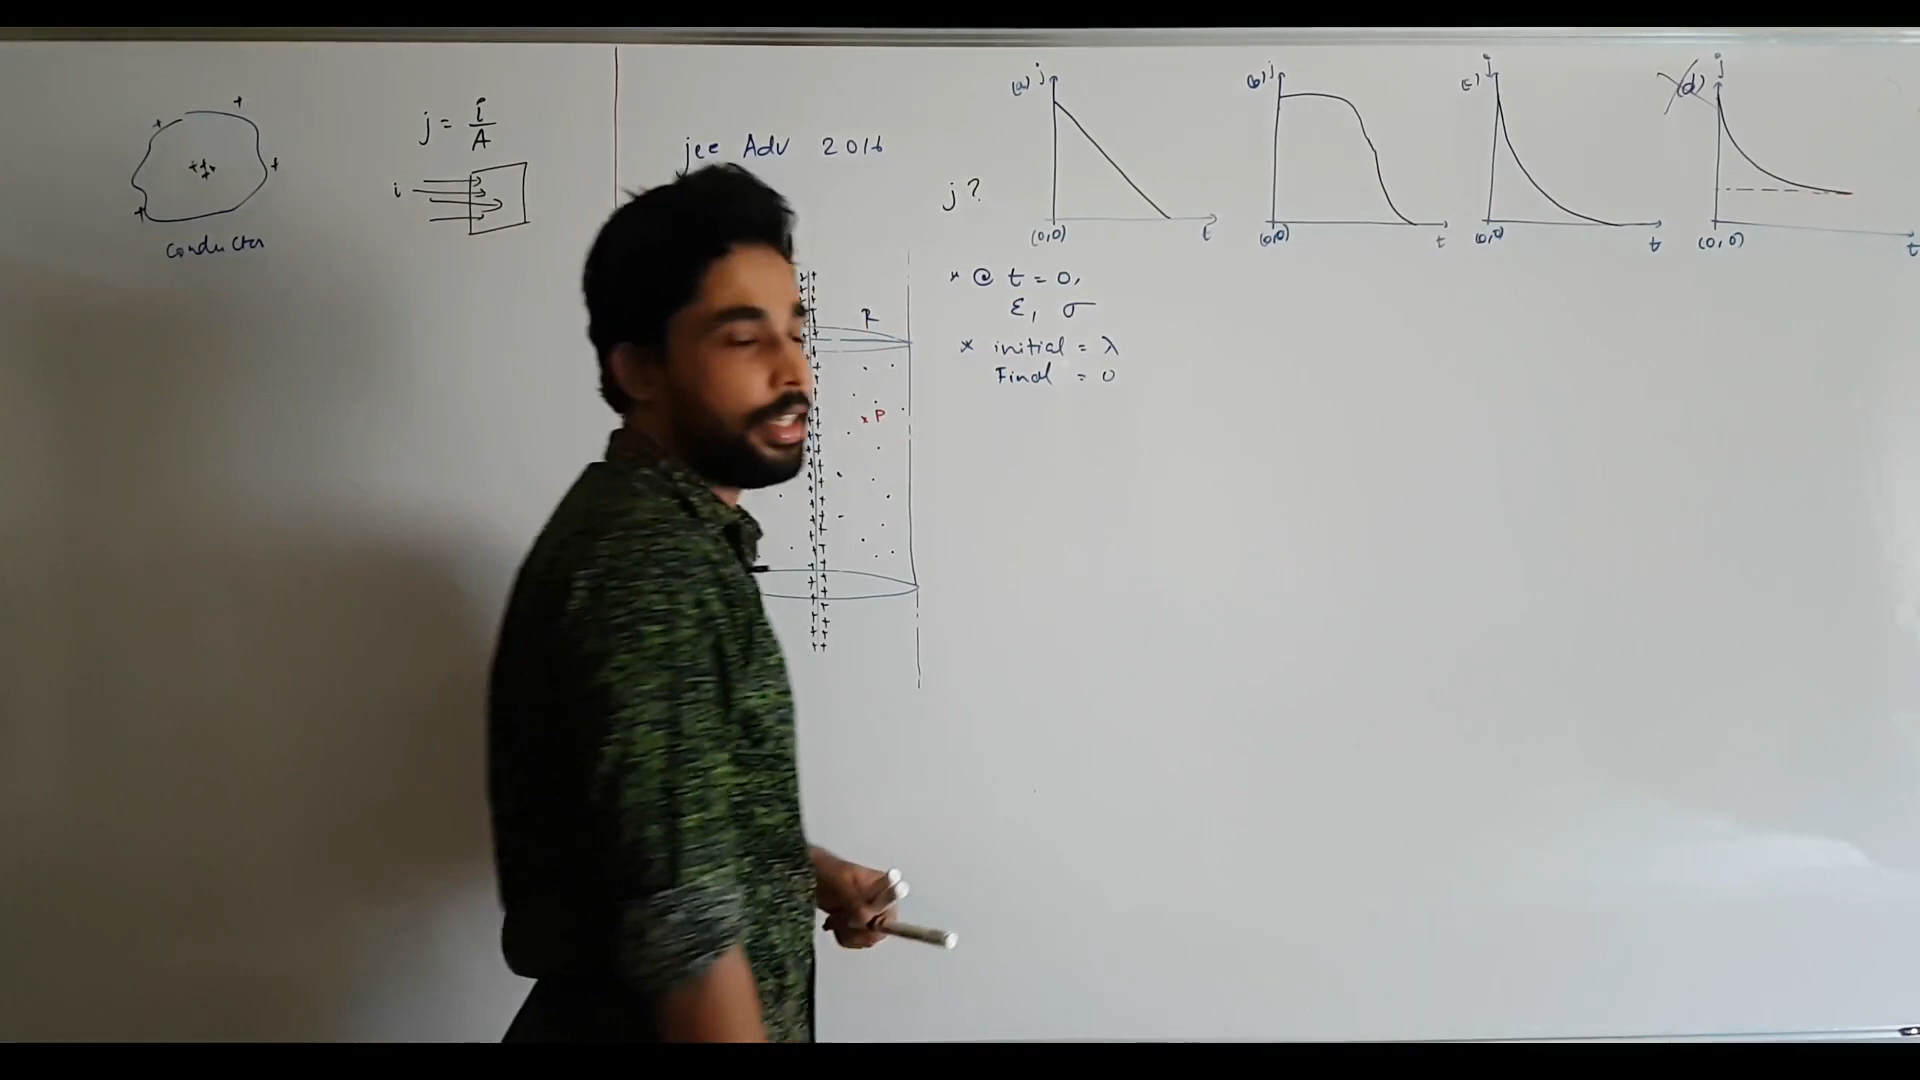 + + + + + + +
conductor
j = i/A
i
jee Adv 2016
R
× P
j?
(a) j
(0,0) t
(b) j
(0,0) t
(c) j
(0,0) t
(d) j
(0,0) t
* @ t = 0,
ε, σ
* initial = λ
Final = 0